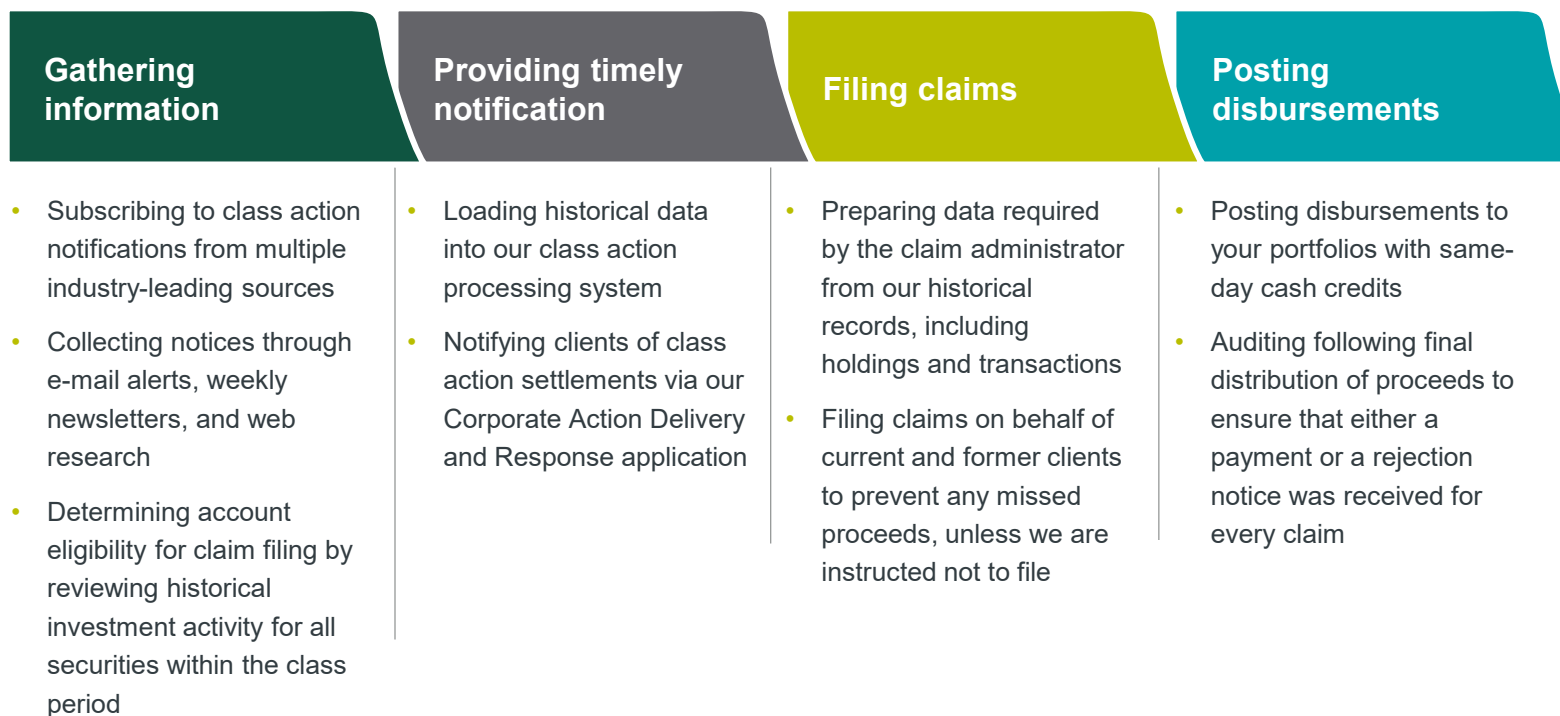 Gathering
information
• Subscribing to class action
notifications from multiple
industry-leading sources
• Collecting notices through
e-mail alerts, weekly
newsletters, and web
research
• Determining account
eligibility for claim filing by
reviewing historical
investment activity for all
securities within the class
period
Providing timely
notification
• Loading historical data
into our class action
processing system
• Notifying clients of class
action settlements via our
Corporate Action Delivery
and Response application
Filing claims
• Preparing data required
by the claim administrator
from our historical
records, including
holdings and transactions
• Filing claims on behalf of
current and former clients
to prevent any missed
proceeds, unless we are
instructed not to file
Posting
disbursements
• Posting disbursements to
your portfolios with same-
day cash credits
• Auditing following final
distribution of proceeds to
ensure that either a
payment or a rejection
notice was received for
every claim